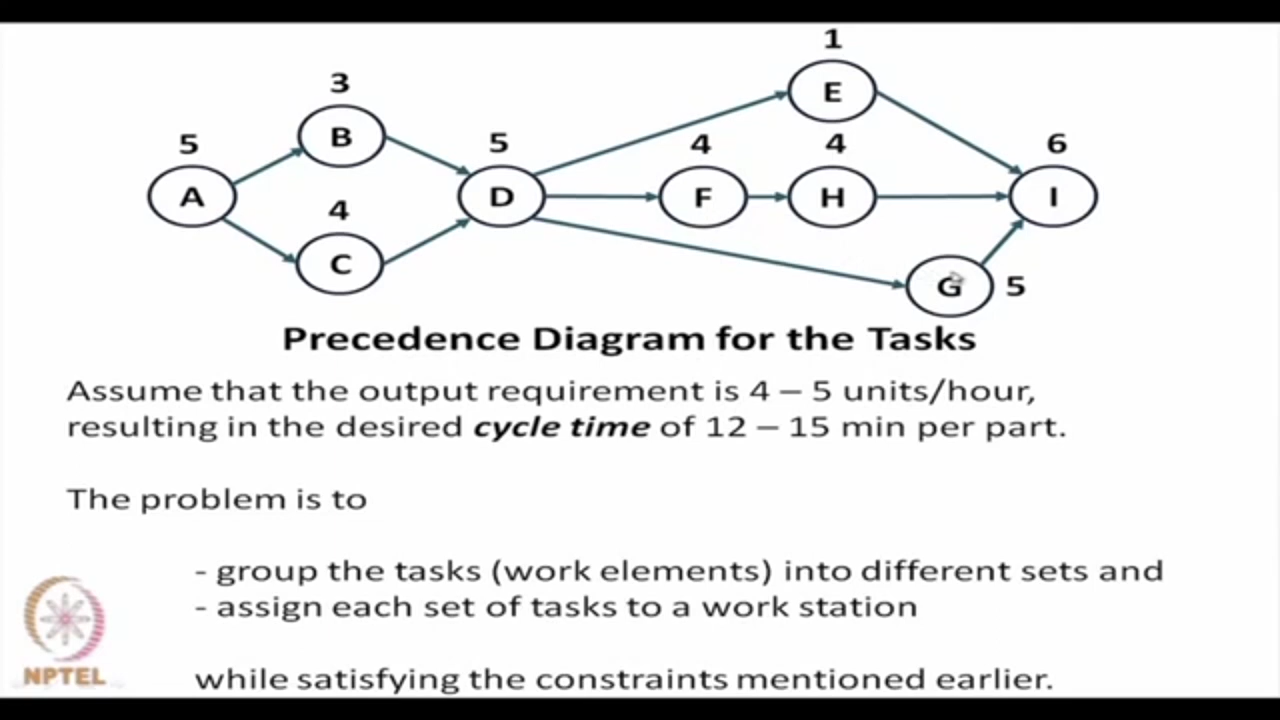 1
3
E
5
B
5
4
4
6
A
4
D
F
H
I
C
G
5
Precedence Diagram for the Tasks
Assume that the output requirement is 4 – 5 units/hour,
resulting in the desired cycle time of 12 – 15 min per part.
The problem is to
- group the tasks (work elements) into different sets and
- assign each set of tasks to a work station
while satisfying the constraints mentioned earlier.
NPTEL